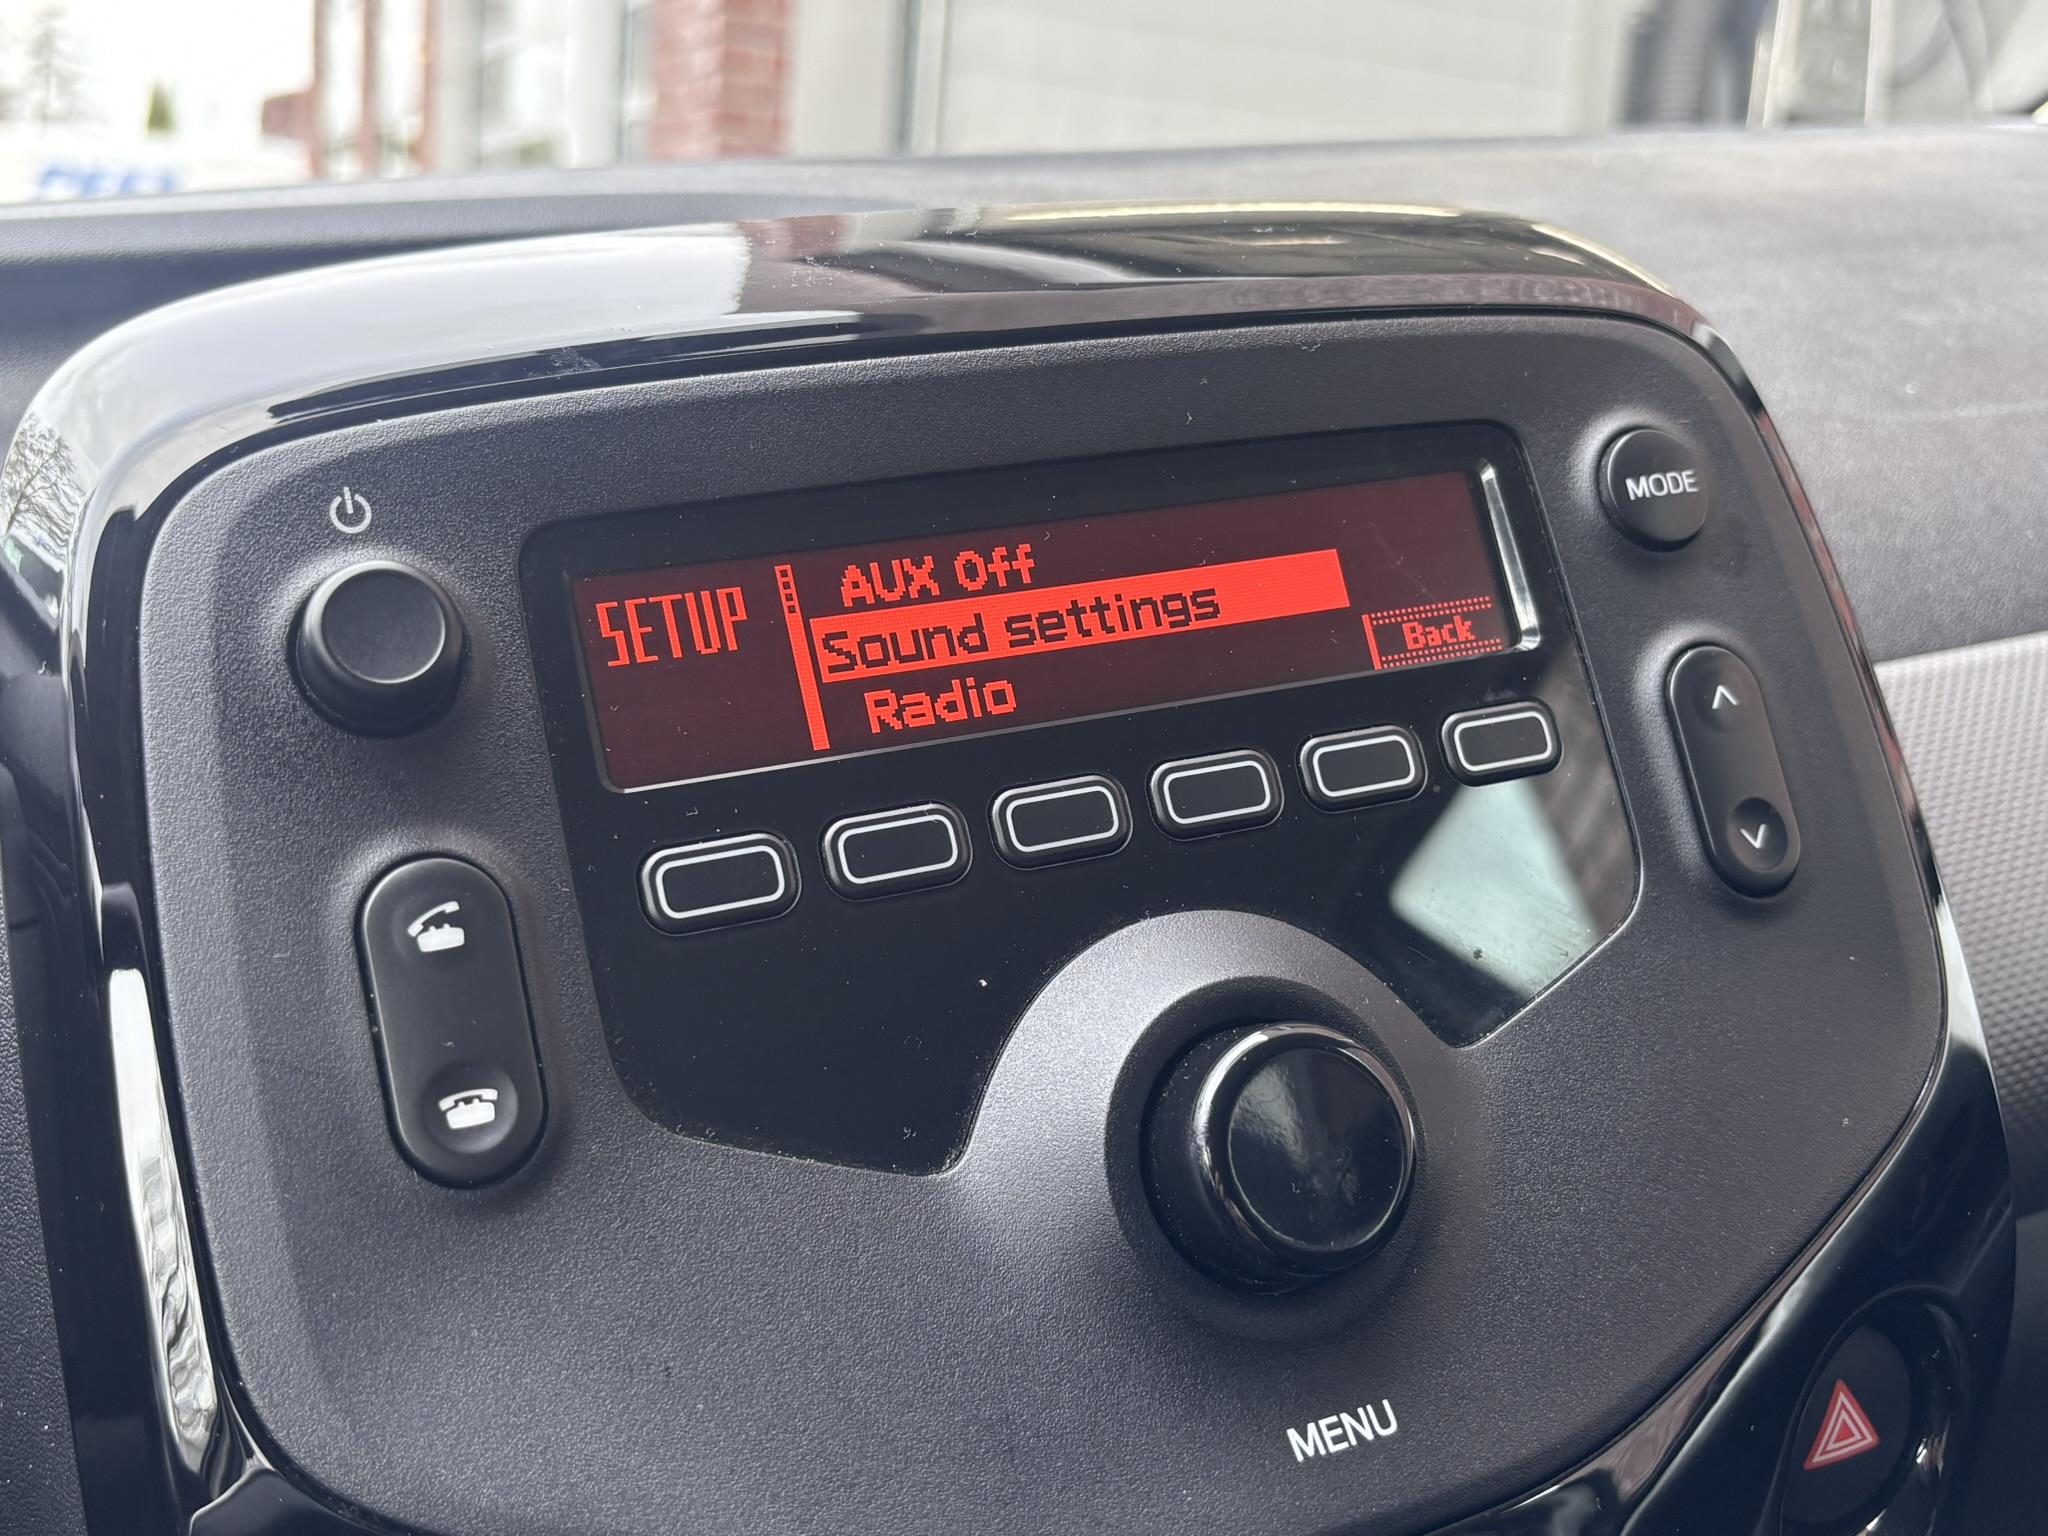 MODE
SETUP
AUX Off
Sound settings
Radio
Back
MENU